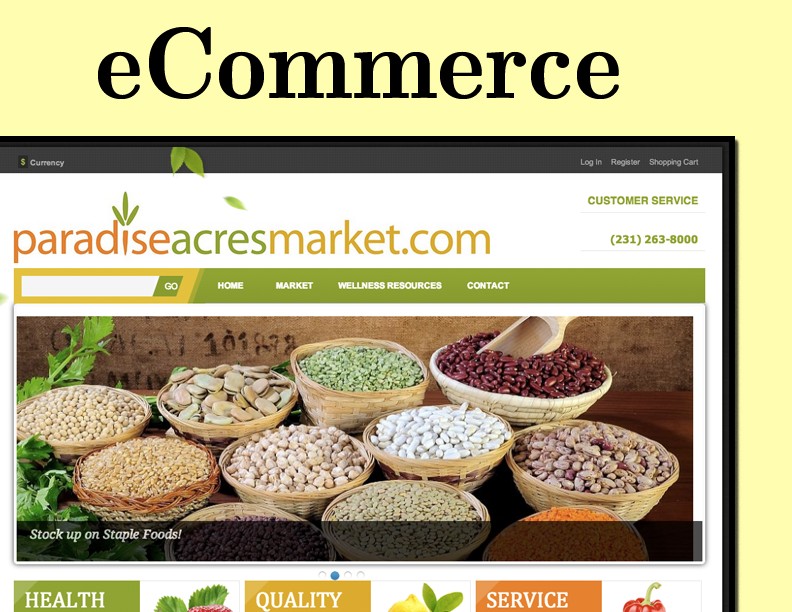 eCommerce
$ Currency
Log In Register Shopping Cart
CUSTOMER SERVICE
paradiseacresmarket.com
(231) 263-8000
GO HOME MARKET WELLNESS RESOURCES CONTACT
Stock up on Staple Foods!
HEALTH QUALITY SERVICE